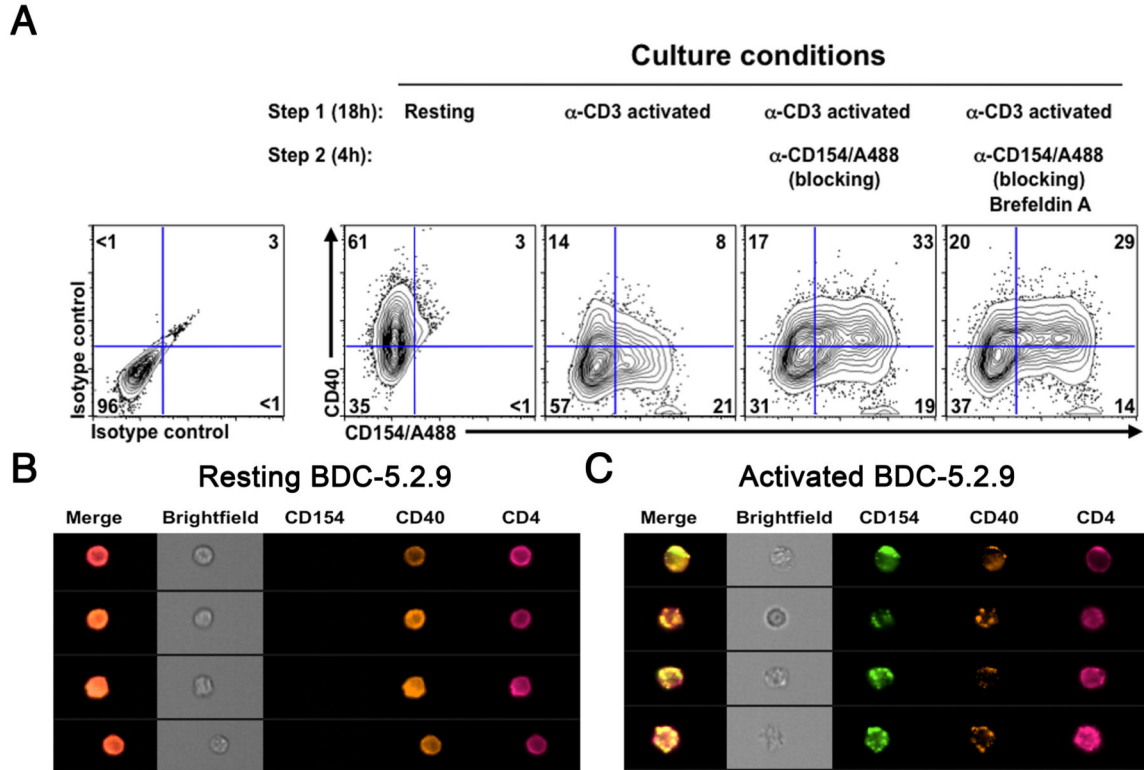 A
Culture conditions
Step 1 (18h): Resting α-CD3 activated α-CD3 activated α-CD3 activated
Step 2 (4h): α-CD154/A488 α-CD154/A488
(blocking) (blocking)
Brefeldin A
<1 3 61 3 14 8 17 33 20 29
Isotype control
CD40
96 <1 35 <1 57 21 31 19 37 14
Isotype control CD154/A488
B Resting BDC-5.2.9
Merge Brightfield CD154 CD40 CD4
C Activated BDC-5.2.9
Merge Brightfield CD154 CD40 CD4